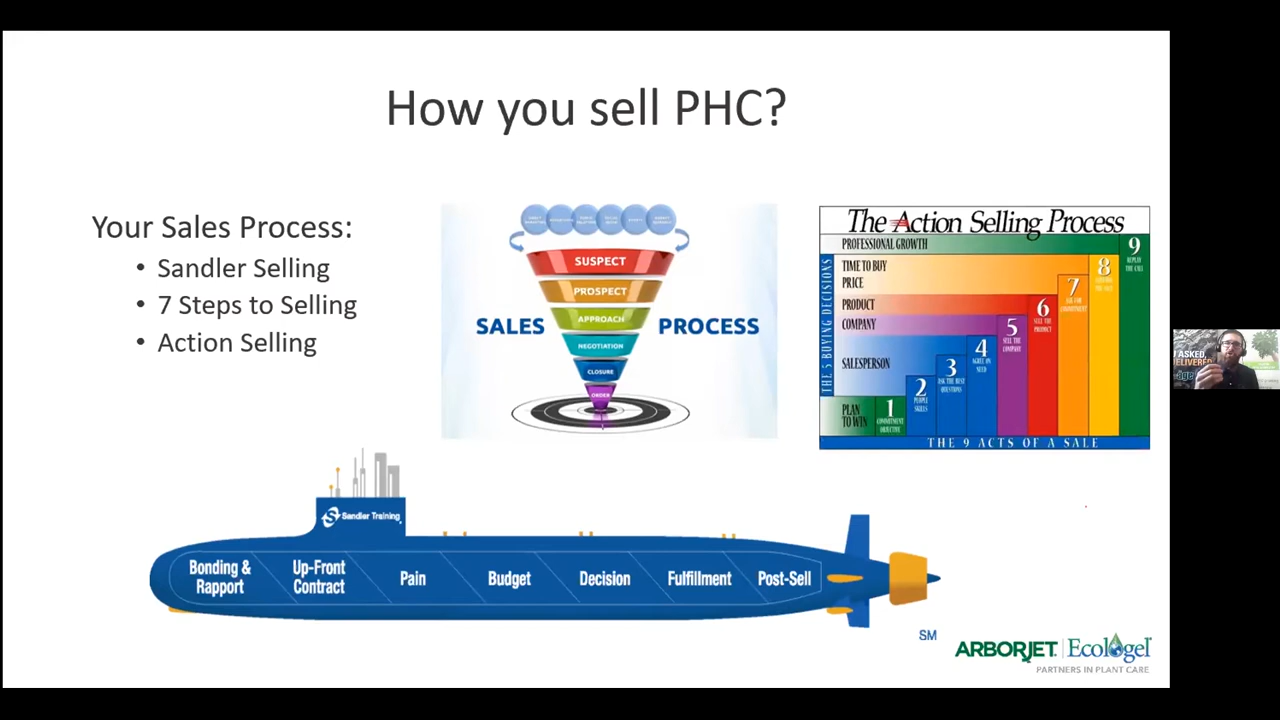 How you sell PHC?
Your Sales Process:
• Sandler Selling
• 7 Steps to Selling
• Action Selling
SUSPECT
PROSPECT
APPROACH
NEGOTIATION
CLOSURE
ORDER
SALES
PROCESS
The Action Selling Process
PROFESSIONAL GROWTH
TIME TO BUY
PRICE
PRODUCT
COMPANY
SALESPERSON
PLAN
TO WIN
THE 5 BUYING DECISIONS
1
COMMITMENT
OBJECTIVE
2
PEOPLE
SKILLS
3
ASK THE BEST
QUESTIONS
4
AGREE ON
NEED
5
SELL THE
COMPANY
6
SELL THE
PRODUCT
7
ASK FOR
COMMITMENT
8
9
REPLAY
THE CALL
THE 9 ACTS OF A SALE
Sandler Training
Bonding &
Rapport
Up-Front
Contract
Pain
Budget
Decision
Fulfillment
Post-Sell
SM
ARBORJET
Ecologel
PARTNERS IN PLANT CARE
ASKED,